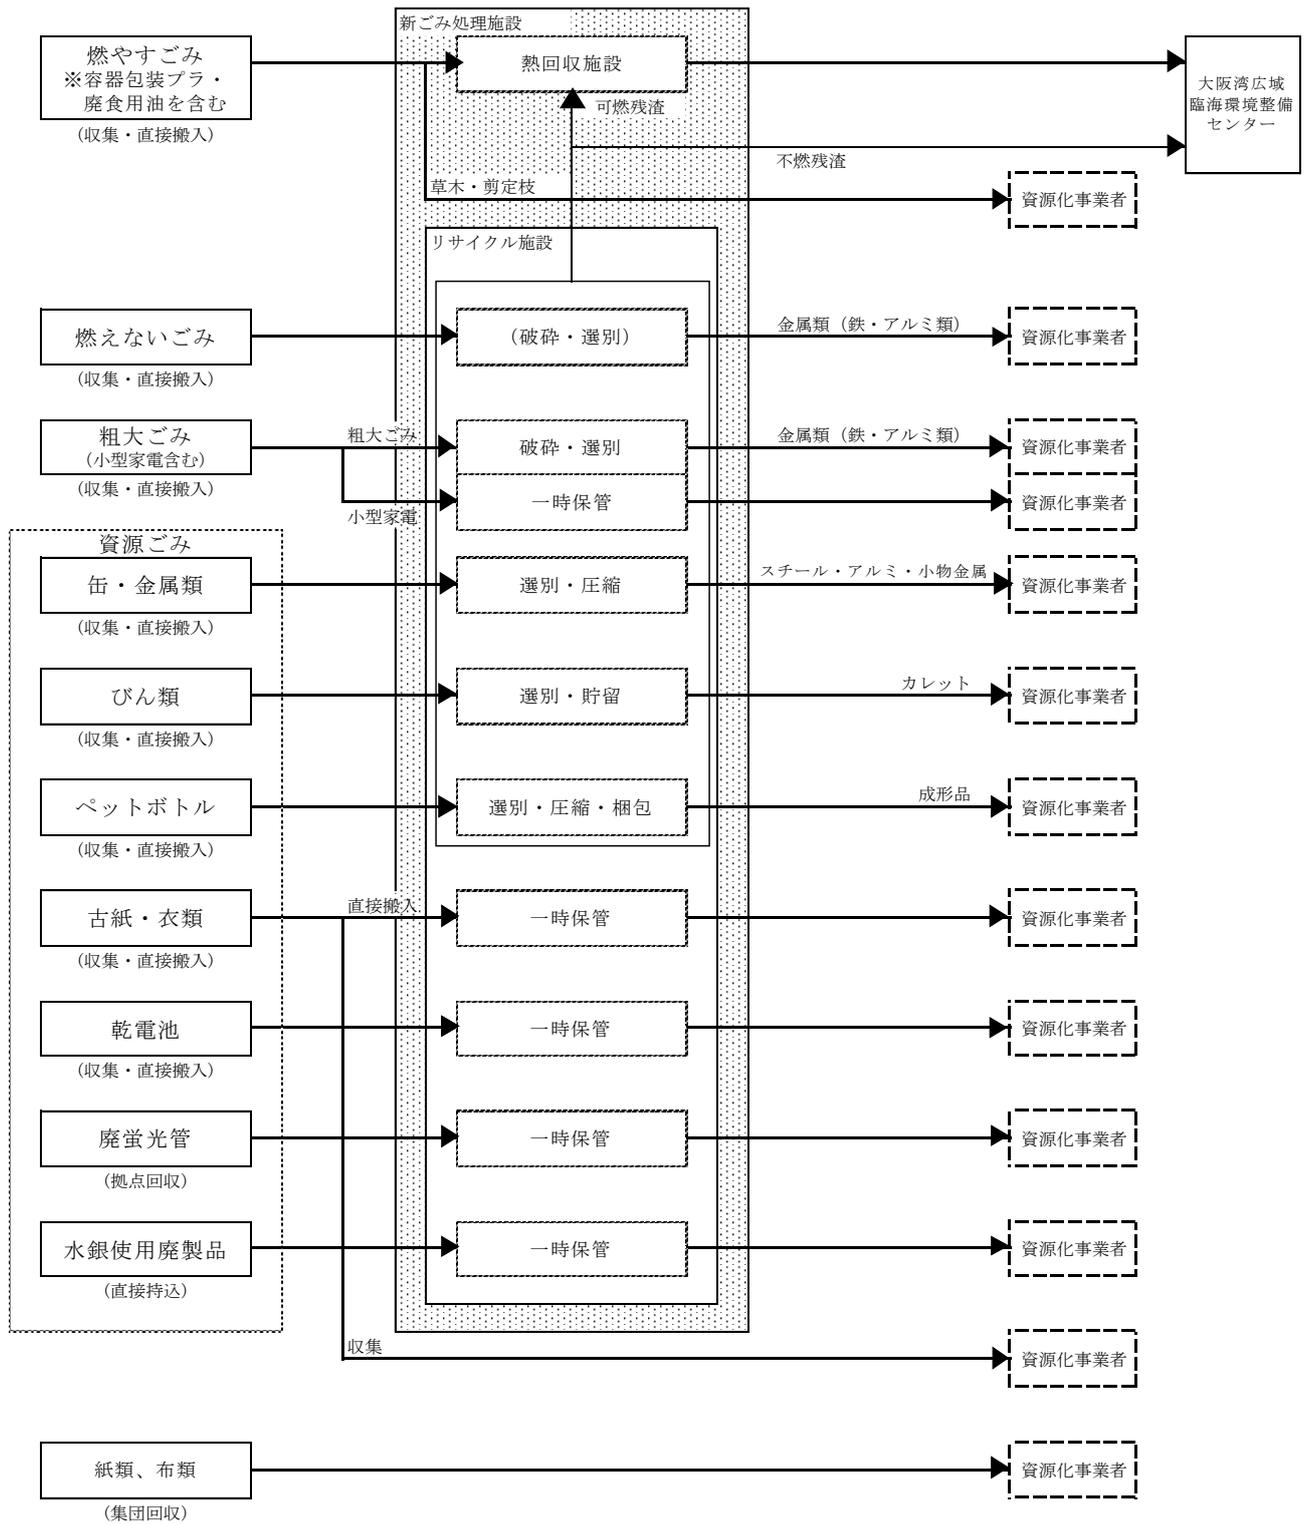 新ごみ処理施設
燃やすごみ
※容器包装プラ・
廃食用油を含む
(収集・直接搬入)
熱回収施設
可燃残渣
大阪湾広域
臨海環境整備
センター
不燃残渣
草木・剪定枝
資源化事業者
リサイクル施設
燃えないごみ
(収集・直接搬入)
(破砕・選別)
金属類(鉄・アルミ類)
資源化事業者
粗大ごみ
(小型家電含む)
(収集・直接搬入)
粗大ごみ
破砕・選別
金属類(鉄・アルミ類)
資源化事業者
小型家電
一時保管
資源化事業者
資源ごみ
缶・金属類
(収集・直接搬入)
選別・圧縮
スチール・アルミ・小物金属
資源化事業者
びん類
(収集・直接搬入)
選別・貯留
カレット
資源化事業者
ペットボトル
(収集・直接搬入)
選別・圧縮・梱包
成形品
資源化事業者
古紙・衣類
(収集・直接搬入)
直接搬入
一時保管
資源化事業者
乾電池
(収集・直接搬入)
一時保管
資源化事業者
廃蛍光管
(拠点回収)
一時保管
資源化事業者
水銀使用廃製品
(直接持込)
一時保管
資源化事業者
収集
資源化事業者
紙類、布類
(集団回収)
資源化事業者